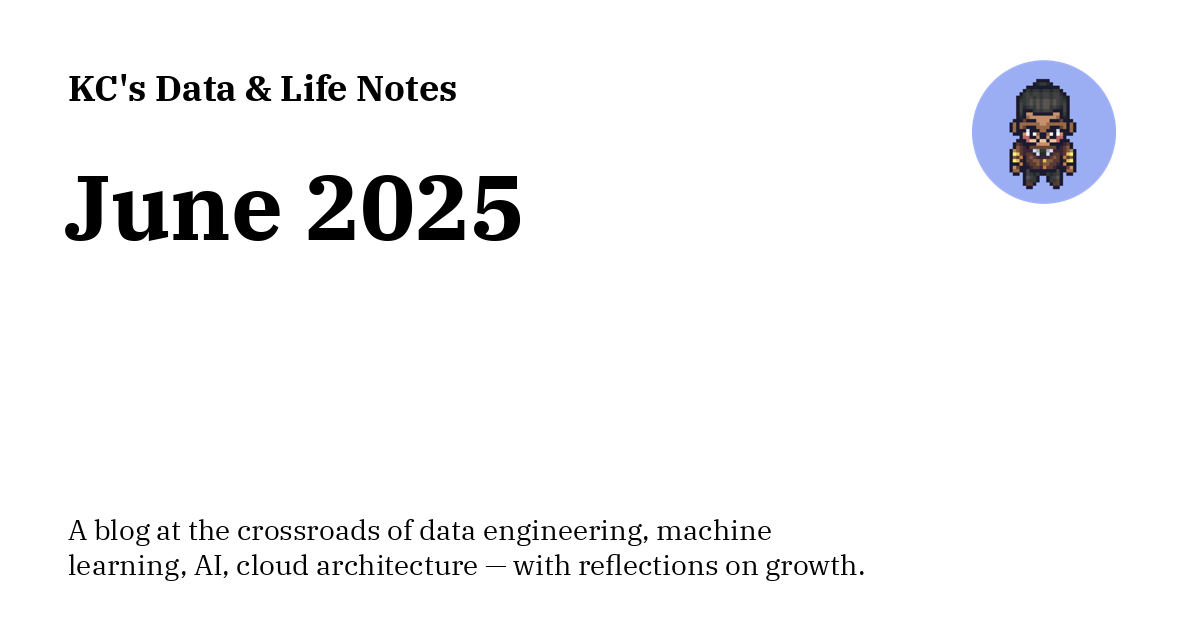 KC's Data & Life Notes
June 2025
A blog at the crossroads of data engineering, machine
learning, AI, cloud architecture — with reflections on growth.